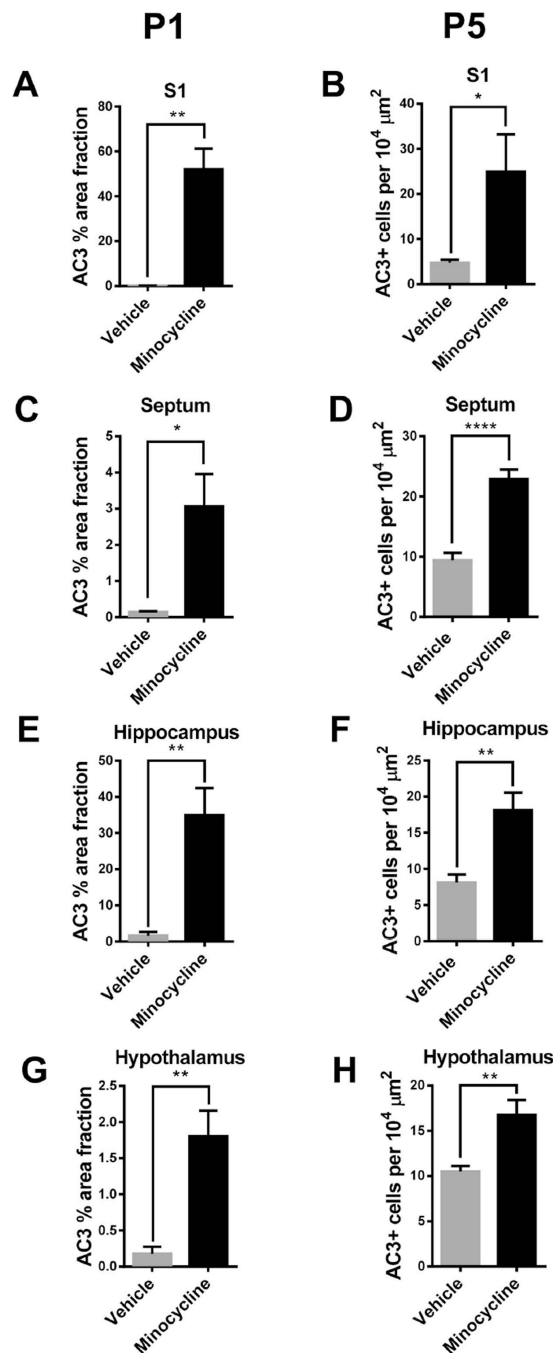 P1 P5
A S1
AC3 % area fraction
**
80
60
40
20
0
Vehicle
Minocycline
B S1
AC3+ cells per 10⁴ µm²
*
40
30
20
10
0
Vehicle
Minocycline
C Septum
AC3 % area fraction
*
5
4
3
2
1
0
Vehicle
Minocycline
D Septum
AC3+ cells per 10⁴ µm²
****
30
20
10
0
Vehicle
Minocycline
E Hippocampus
AC3 % area fraction
**
50
40
30
20
10
0
Vehicle
Minocycline
F Hippocampus
AC3+ cells per 10⁴ µm²
**
25
20
15
10
5
0
Vehicle
Minocycline
G Hypothalamus
AC3 % area fraction
**
2.5
2.0
1.5
1.0
0.5
0.0
Vehicle
Minocycline
H Hypothalamus
AC3+ cells per 10⁴ µm²
**
20
15
10
5
0
Vehicle
Minocycline